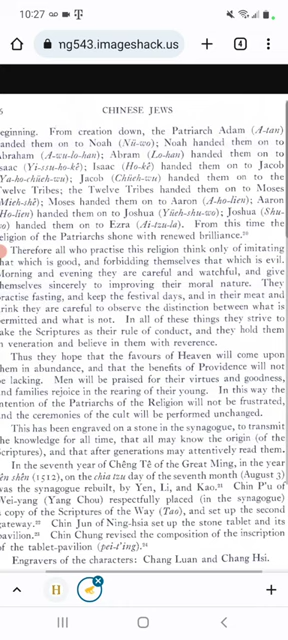 10:27
ng543.imageshack.us
4
CHINESE JEWS
eginning. From creation down, the Patriarch Adam (A-tan)
anded them on to Noah (Nü-wo); Noah handed them on to
braham (A-wu-lo-han); Abram (Lo-han) handed them to
saac (Yi-ssu-ho-kê); Isaac (Ho-kê) handed them to Jacob
Ya-ho-chüeh-wu); Jacob (Chüeh-wu) handed them on to the
Twelve Tribes; the Twelve Tribes handed them on to Moses
Mieh-shê); Moses handed them on to Aaron (A-ho-lien); Aaron
Ho-lien) handed them on to Joshua (Yüeh-shu-wo); Joshua (Shu-
vo) handed them on to Ezra (Ai-tzu-la). From this time the
eligion of the Patriarchs shone with renewed brilliance.
Therefore all who practise this religion think only of imitating
hat which is good, and forbidding themselves that which is evil.
Morning and evening they are careful and watchful, and give
hemselves sincerely to improving their moral nature. They
ractise fasting, and keep the festival days, and in their meat and
rink they are careful to observe the distinction between what is
ermitted and what is not. In all of these things they strive to
ake the Scriptures as their rule of conduct, and they hold them
n veneration and believe in them with reverence.
Thus they hope that the favours of Heaven will come upon
hem in abundance, and that the benefits of Providence will not
e lacking. Men will be praised for their virtues and goodness,
nd families rejoice in the rearing of their young. In this way the
ntention of the Patriarchs of the Religion will not be frustrated,
nd the ceremonies of the cult will be performed unchanged.
This has been engraved on a stone in the synagogue, to transmit
he knowledge for all time, that all may know the origin (of the
criptures), and that after generations may attentively read them.
In the seventh year of Chêng Tê of the Great Ming, in the year
ên shên (1512), on the chia tzu day of the seventh month (August 3)
was the synagogue rebuilt, by Yen, Li, and Kao. Chin P'u of
Wei-yang (Yang Chou) respectfully placed (in the synagogue)
copy of the Scriptures of the Way (Tao), and set up the second
ateway. Chin Jun of Ning-hsia set up the stone tablet and its
avilion. Chin Chung revised the composition of the inscription
f the tablet-pavilion (pei-t'ing).
Engravers of the characters: Chang Luan and Chang Hsi.
H